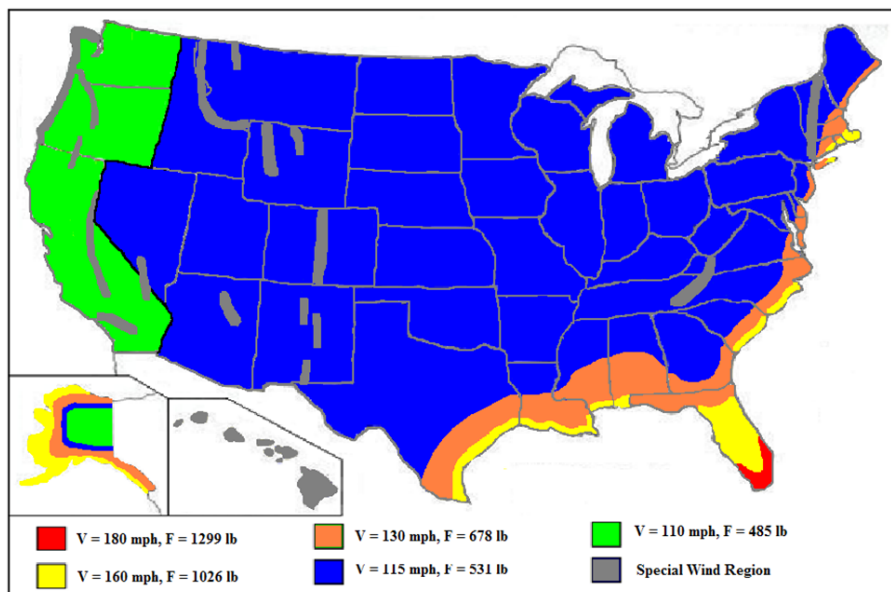 V = 180 mph, F = 1299 lb
V = 130 mph, F = 678 lb
V = 110 mph, F = 485 lb
V = 160 mph, F = 1026 lb
V = 115 mph, F = 531 lb
Special Wind Region